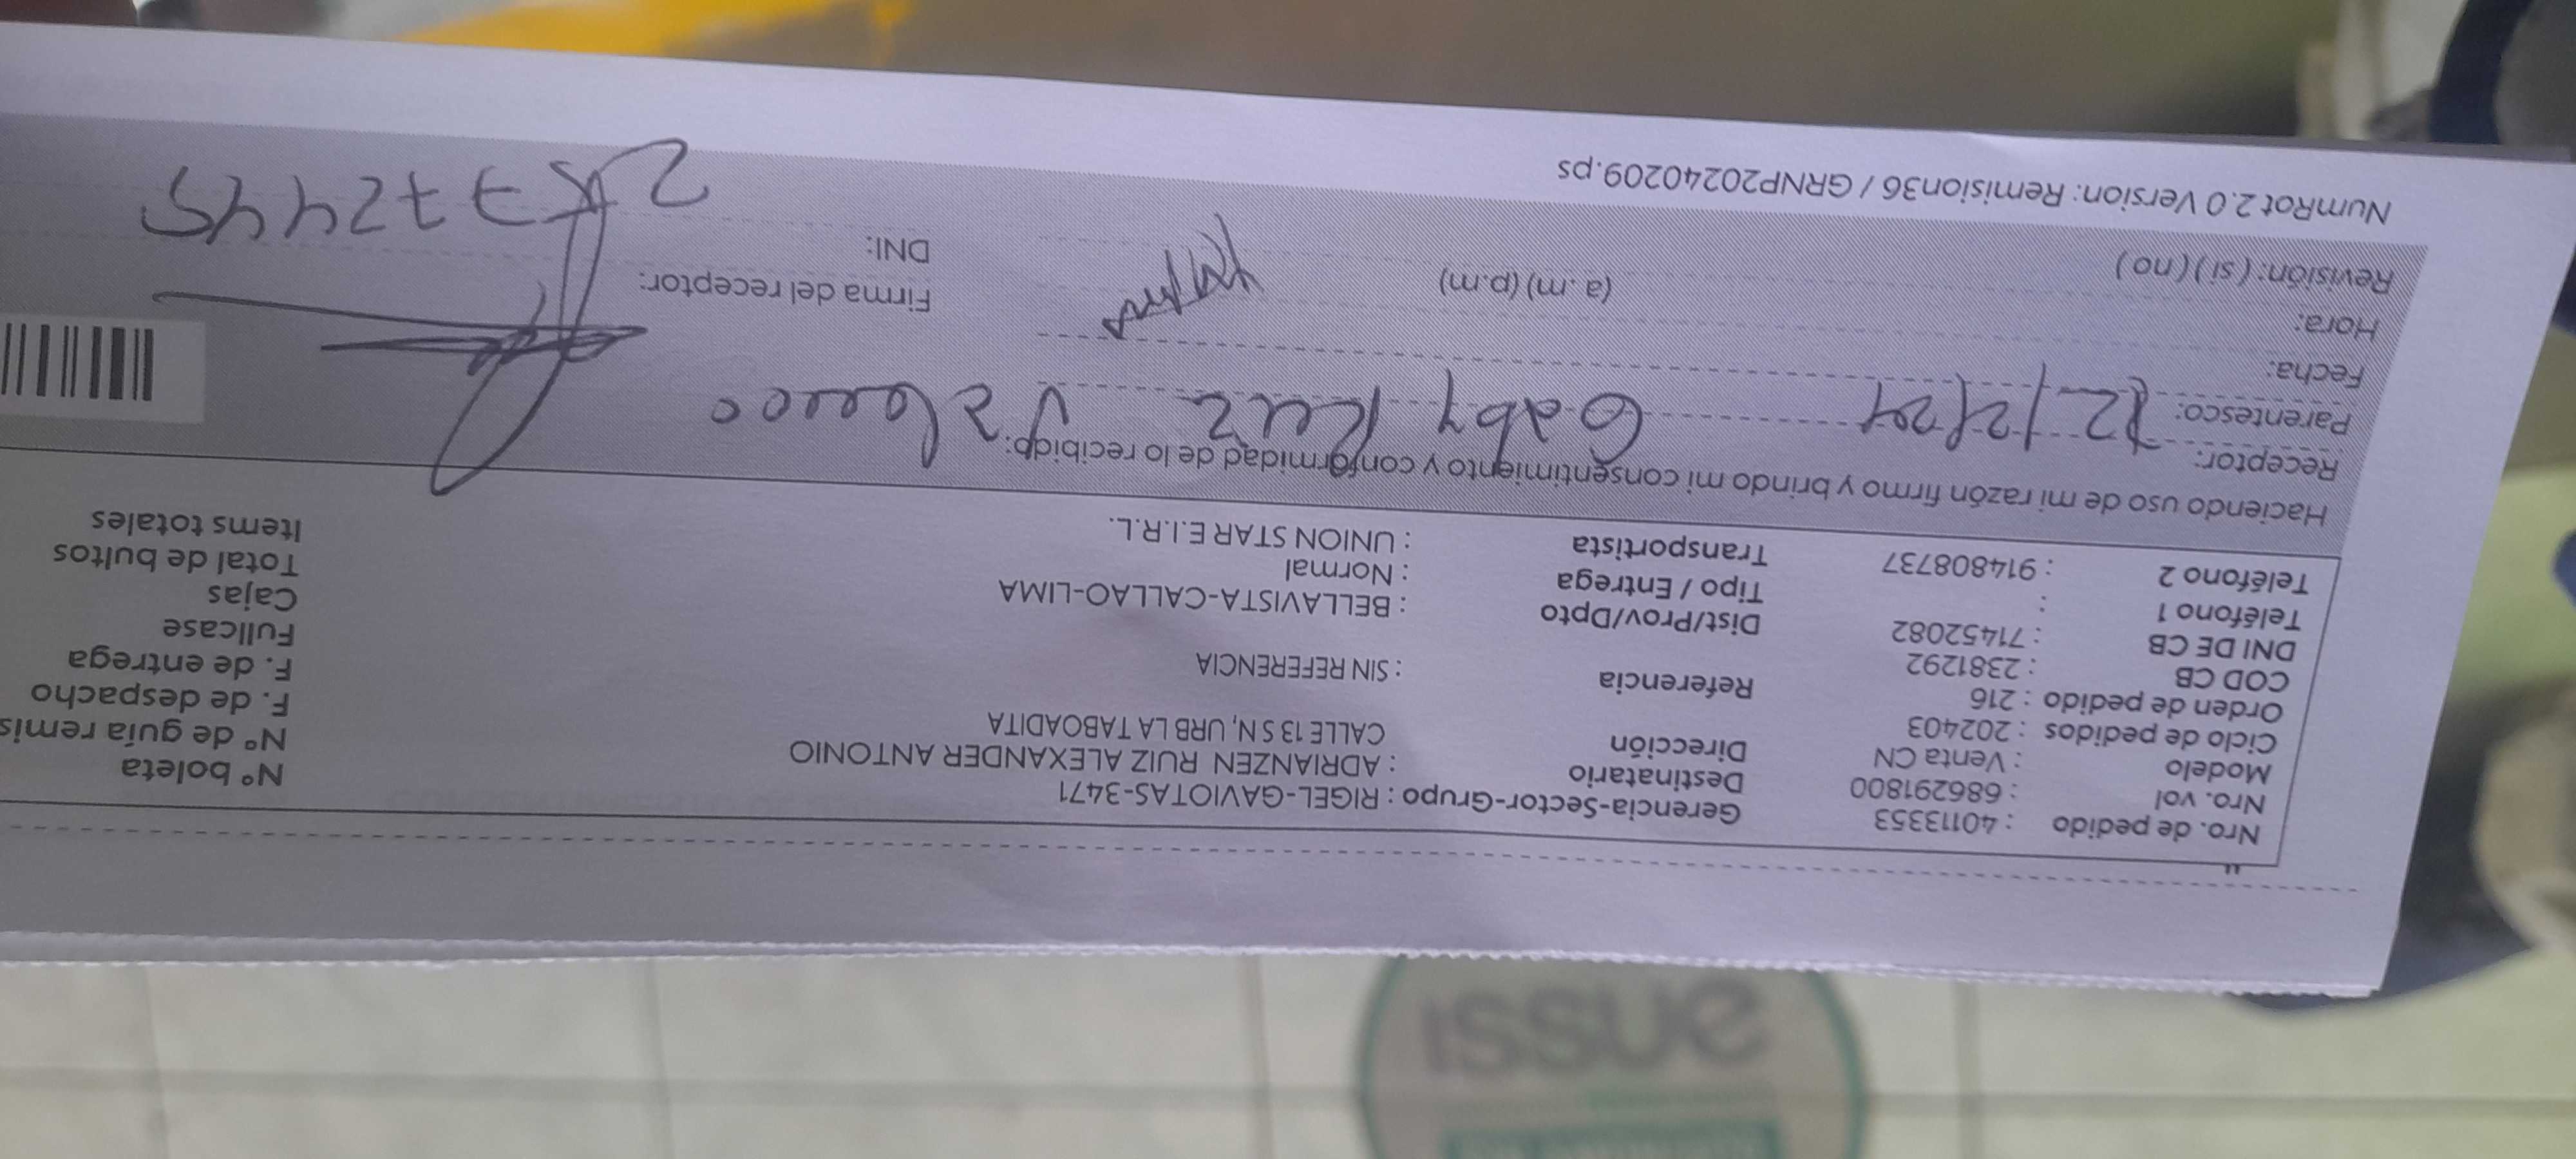 Nro. de pedido : 40113353 Gerencia-Sector-Grupo : RIGEL-GAVIOTAS-3471 N° boleta
Nro. vol : 686291800 Destinatario : ADRIANZEN RUIZ ALEXANDER ANTONIO N° de guía remis
Modelo : Venta CN Dirección CALLE 13 S N, URB LA TABOADITA F. de despacho
Ciclo de pedidos : 202403 F. de entrega
Orden de pedido : 216 Referencia : SIN REFERENCIA Fullcase
COD CB : 2381292 Cajas
DNI DE CB : 71452082 Dist/Prov/Dpto : BELLAVISTA-CALLAO-LIMA Total de bultos
Teléfono 1 : Tipo / Entrega : Normal Items totales
Teléfono 2 : 914808737 Transportista : UNION STAR E.I.R.L.
Haciendo uso de mi razón firmo y brindo mi consentimiento y conformidad de lo recibido:
Receptor:
Parentesco: 12/2/24 Gaby Ruiz
Fecha:
Hora: (a.m) (p.m) Firma del receptor:
Revisión: (si) (no) DNI:
NumRot 2.0 Version: Remision36 / GRNP20240209.ps
issue